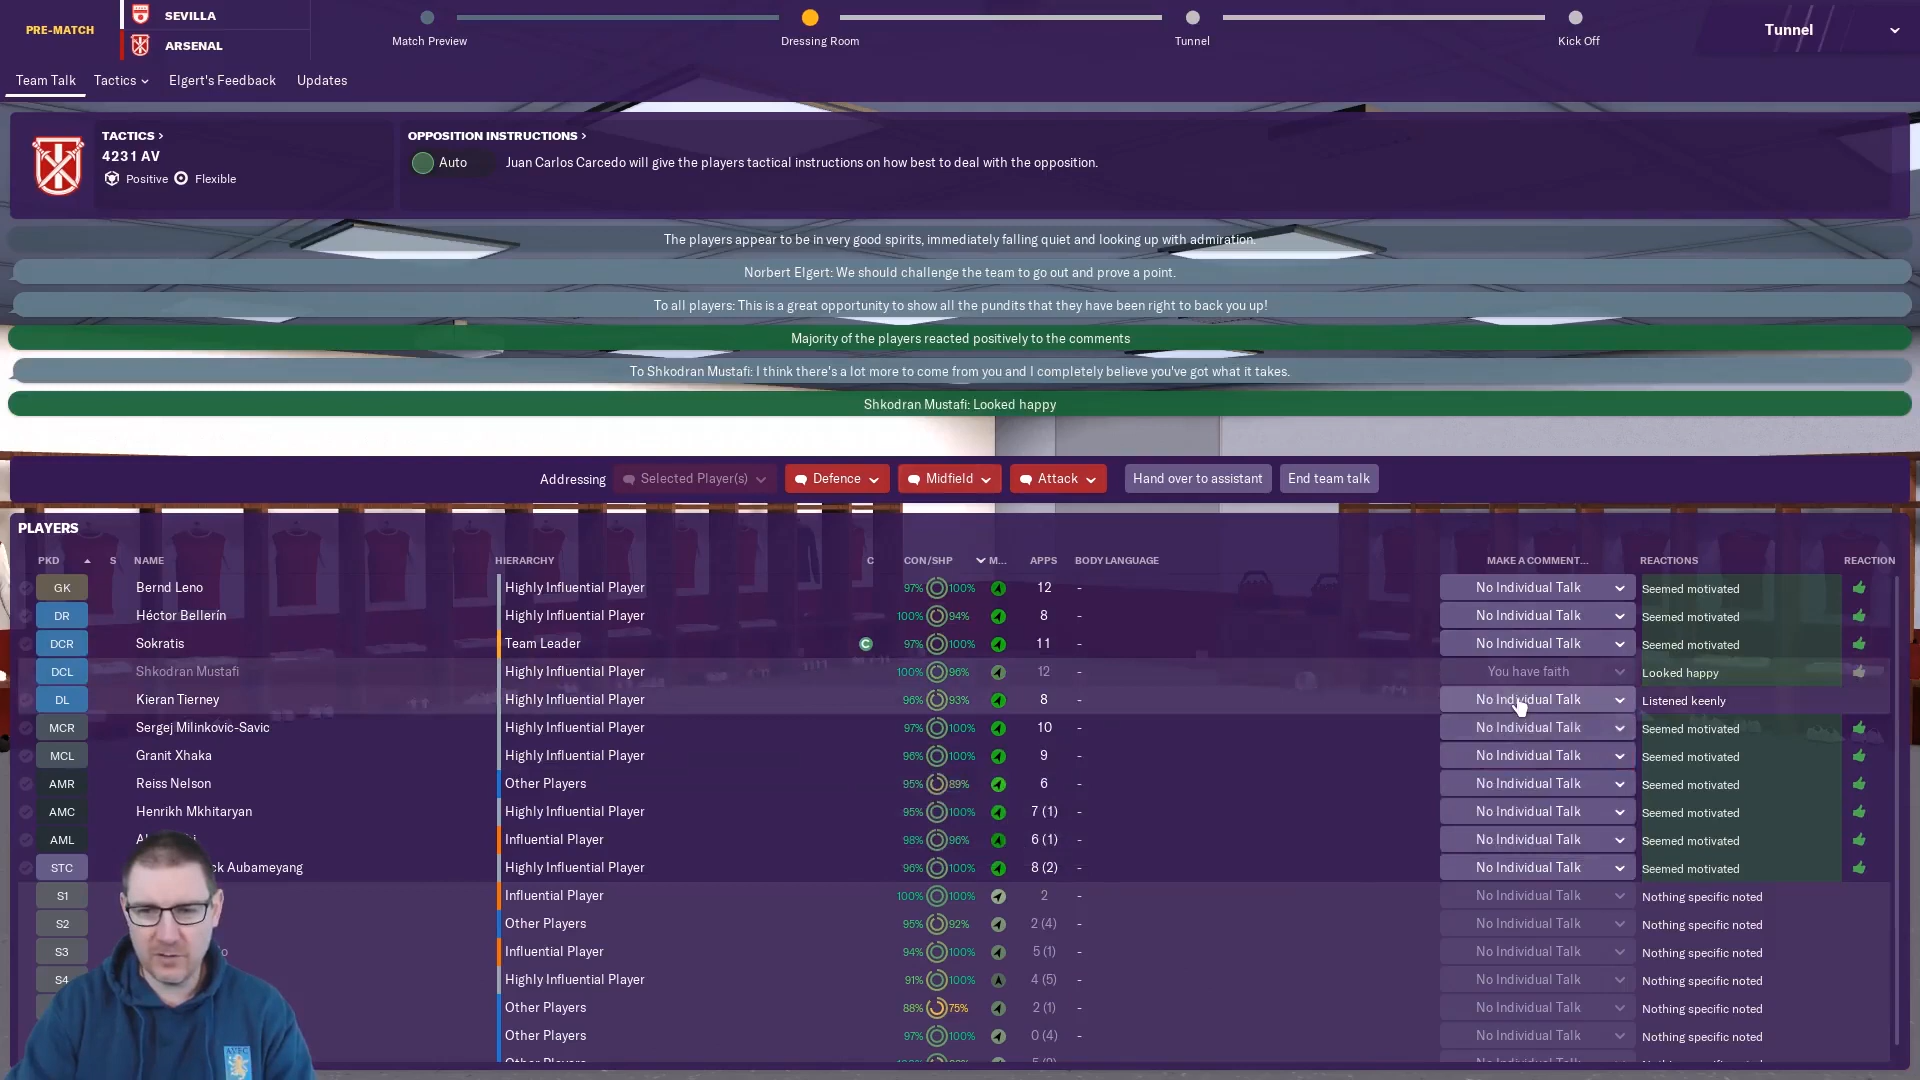 PRE-MATCH
SEVILLA
ARSENAL
Match Preview
Dressing Room
Tunnel
Kick Off
Tunnel
Team Talk Tactics Elgert's Feedback Updates
TACTICS >
4231 AV
Positive Flexible
OPPOSITION INSTRUCTIONS >
Auto Juan Carlos Carcedo will give the players tactical instructions on how best to deal with the opposition.
The players appear to be in very good spirits, immediately falling quiet and looking up with admiration.
Norbert Elgert: We should challenge the team to go out and prove a point.
To all players: This is a great opportunity to show all the pundits that they have been right to back you up!
Majority of the players reacted positively to the comments
To Shkodran Mustafi: I think there's a lot more to come from you and I completely believe you've got what it takes.
Shkodran Mustafi: Looked happy
Addressing Selected Player(s) Defence Midfield Attack Hand over to assistant End team talk
PLAYERS
PKD S NAME HIERARCHY C CON/SHP M... APPS BODY LANGUAGE MAKE A COMMENT... REACTIONS REACTION
GK Bernd Leno Highly Influential Player 97% 100% 12 - No Individual Talk Seemed motivated
DR Héctor Bellerín Highly Influential Player 100% 94% 8 - No Individual Talk Seemed motivated
DCR Sokratis Team Leader C 97% 100% 11 - No Individual Talk Seemed motivated
DCL Shkodran Mustafi Highly Influential Player 100% 96% 12 - You have faith Looked happy
DL Kieran Tierney Highly Influential Player 96% 93% 8 - No Individual Talk Listened keenly
MCR Sergej Milinkovic-Savic Highly Influential Player 97% 100% 10 - No Individual Talk Seemed motivated
MCL Granit Xhaka Highly Influential Player 96% 100% 9 - No Individual Talk Seemed motivated
AMR Reiss Nelson Other Players 95% 89% 6 - No Individual Talk Seemed motivated
AMC Henrikh Mkhitaryan Highly Influential Player 95% 100% 7 (1) - No Individual Talk Seemed motivated
AML Influential Player 98% 96% 6 (1) - No Individual Talk Seemed motivated
STC ck Aubameyang Highly Influential Player 96% 100% 8 (2) - No Individual Talk Seemed motivated
S1 Influential Player 100% 100% 2 - No Individual Talk Nothing specific noted
S2 Other Players 95% 92% 2 (4) - No Individual Talk Nothing specific noted
S3 o Influential Player 94% 100% 5 (1) - No Individual Talk Nothing specific noted
S4 Highly Influential Player 91% 100% 4 (5) - No Individual Talk Nothing specific noted
Other Players 88% 75% 2 (1) - No Individual Talk Nothing specific noted
Other Players 97% 100% 0 (4) - No Individual Talk Nothing specific noted
AVFC